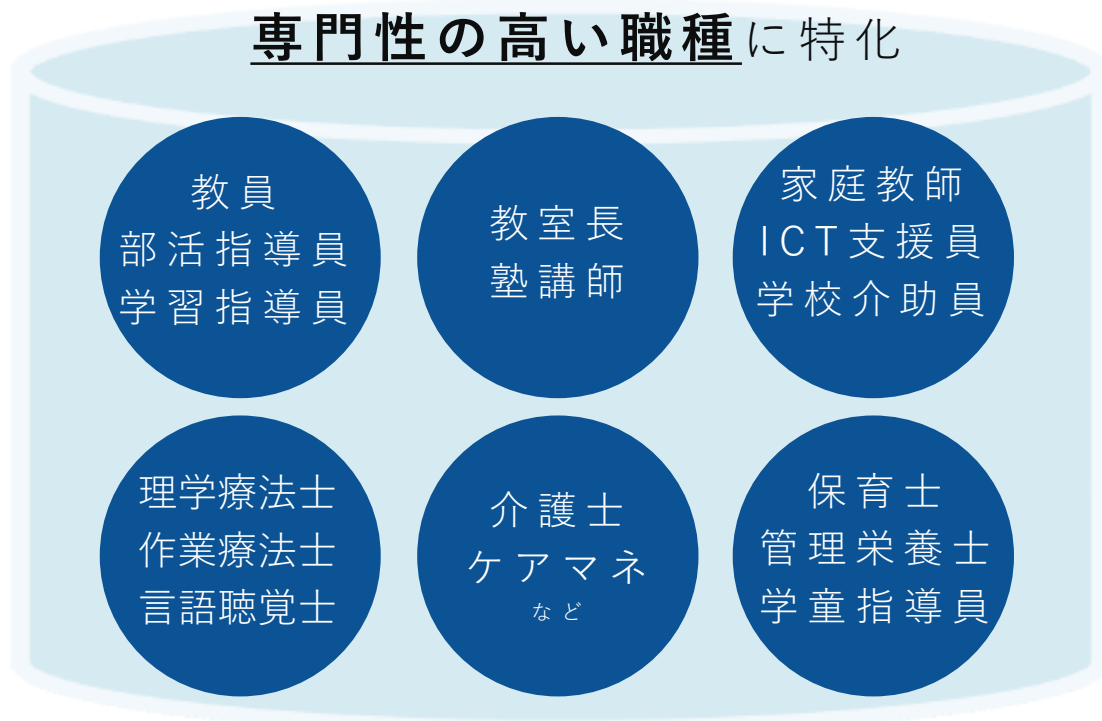 専門性の高い職種に特化
教員
部活指導員
学習指導員
教室長
塾講師
家庭教師
ICT支援員
学校介助員
理学療法士
作業療法士
言語聴覚士
介護士
ケアマネ
など
保育士
管理栄養士
学童指導員